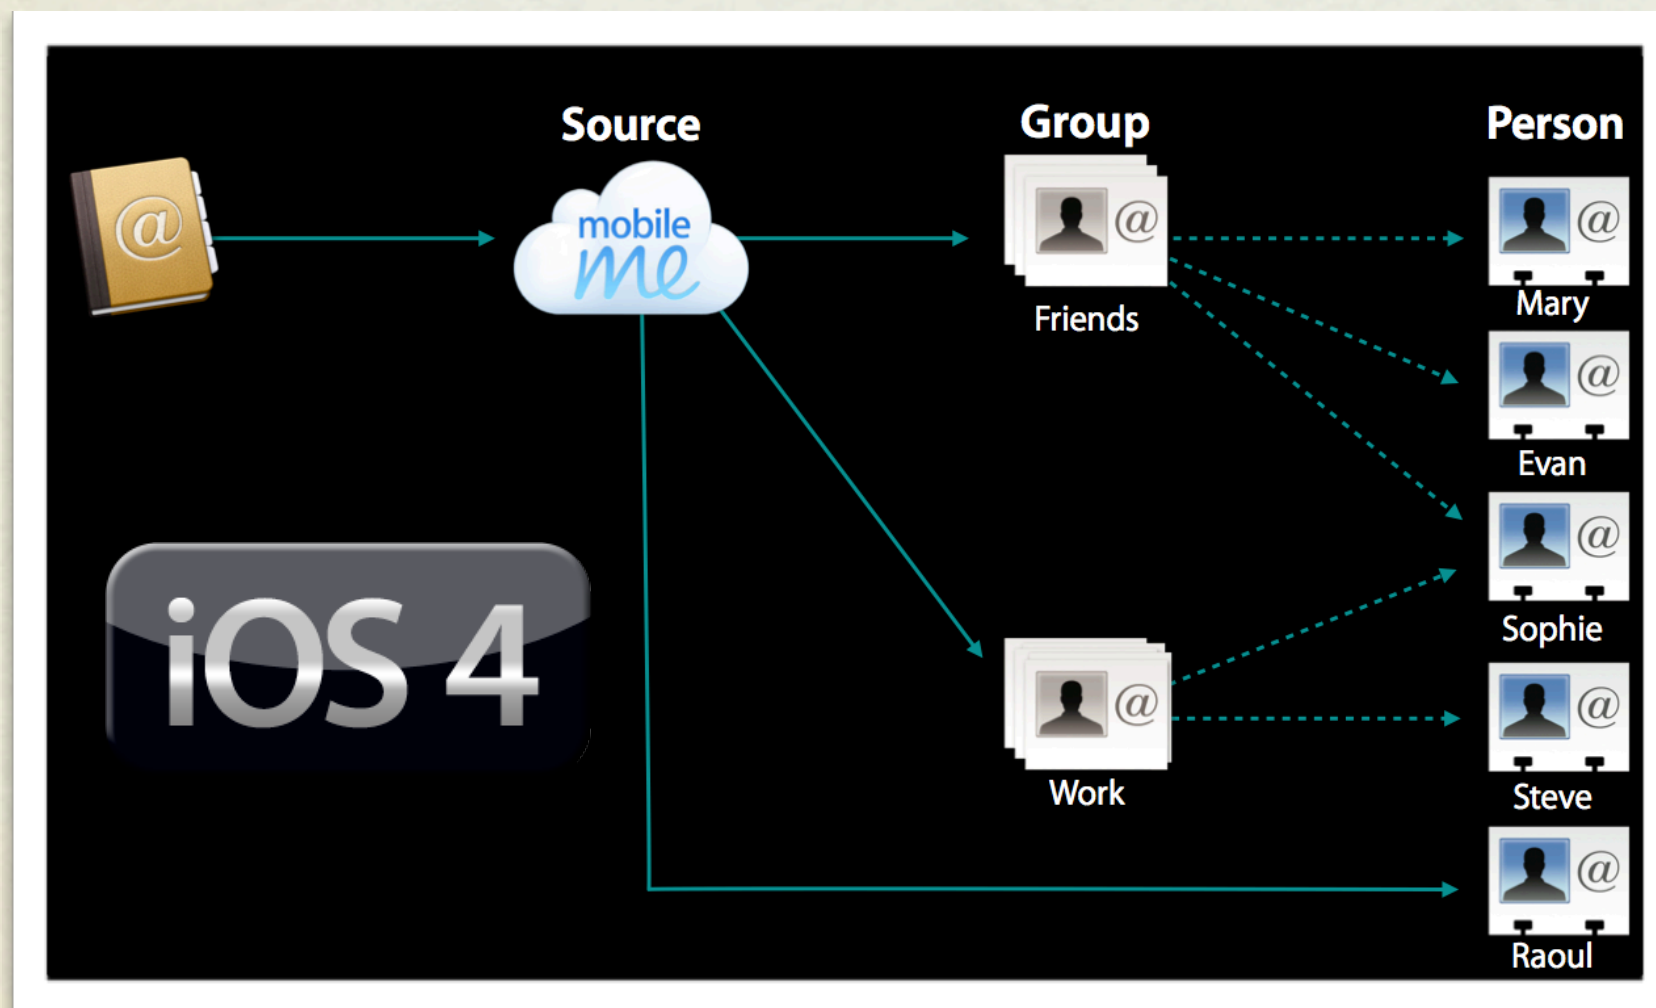 Source
Group
Person
@
mobile
me
@
Friends
@
Mary
@
Evan
@
Sophie
iOS 4
@
Work
@
Steve
@
Raoul